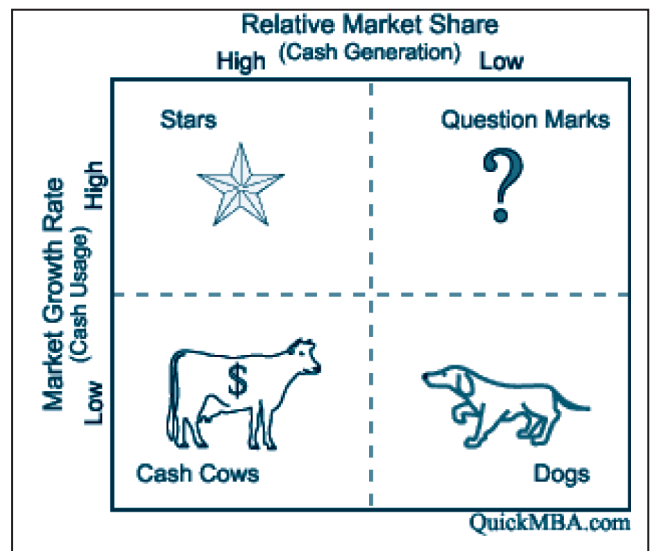 Relative Market Share
High (Cash Generation) Low
Stars
Question Marks
?
Market Growth Rate
(Cash Usage)
High
Low
$
Cash Cows
Dogs
QuickMBA.com